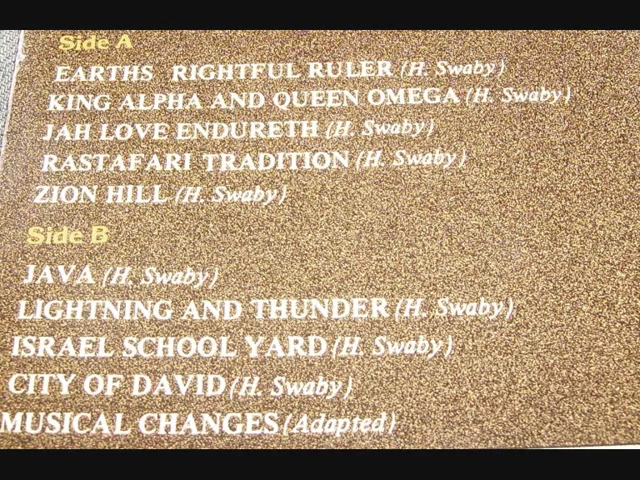 Side A
EARTHS RIGHTFUL RULER (H. Swaby)
KING ALPHA AND QUEEN OMEGA (H. Swaby)
JAH LOVE ENDURETH (H. Swaby)
RASTAFARI TRADITION (H. Swaby)
ZION HILL (H. Swaby)
Side B
JAVA (H. Swaby)
LIGHTNING AND THUNDER (H. Swaby)
ISRAEL SCHOOL YARD (H. Swaby)
CITY OF DAVID (H. Swaby)
MUSICAL CHANGES (Adapted)